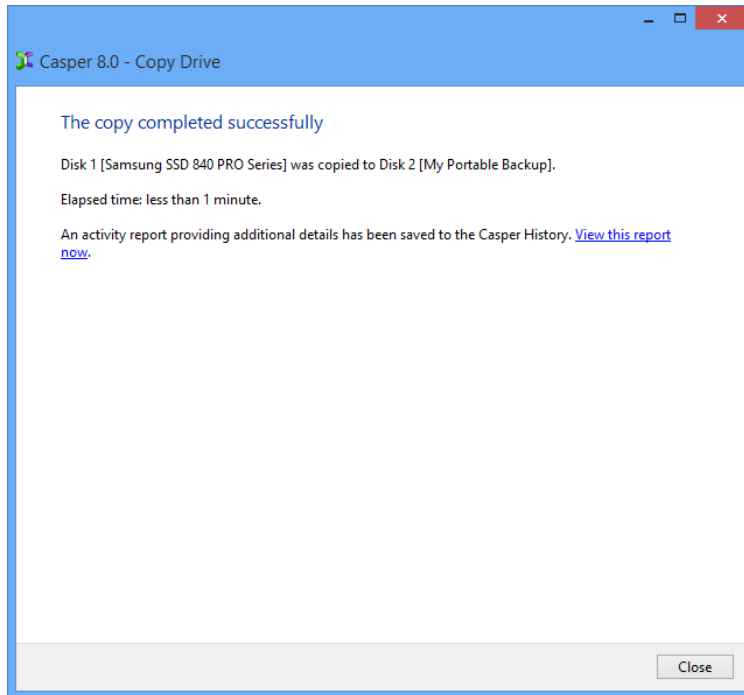 Casper 8.0 - Copy Drive
The copy completed successfully
Disk 1 [Samsung SSD 840 PRO Series] was copied to Disk 2 [My Portable Backup].
Elapsed time: less than 1 minute.
An activity report providing additional details has been saved to the Casper History. View this report
now.
Close